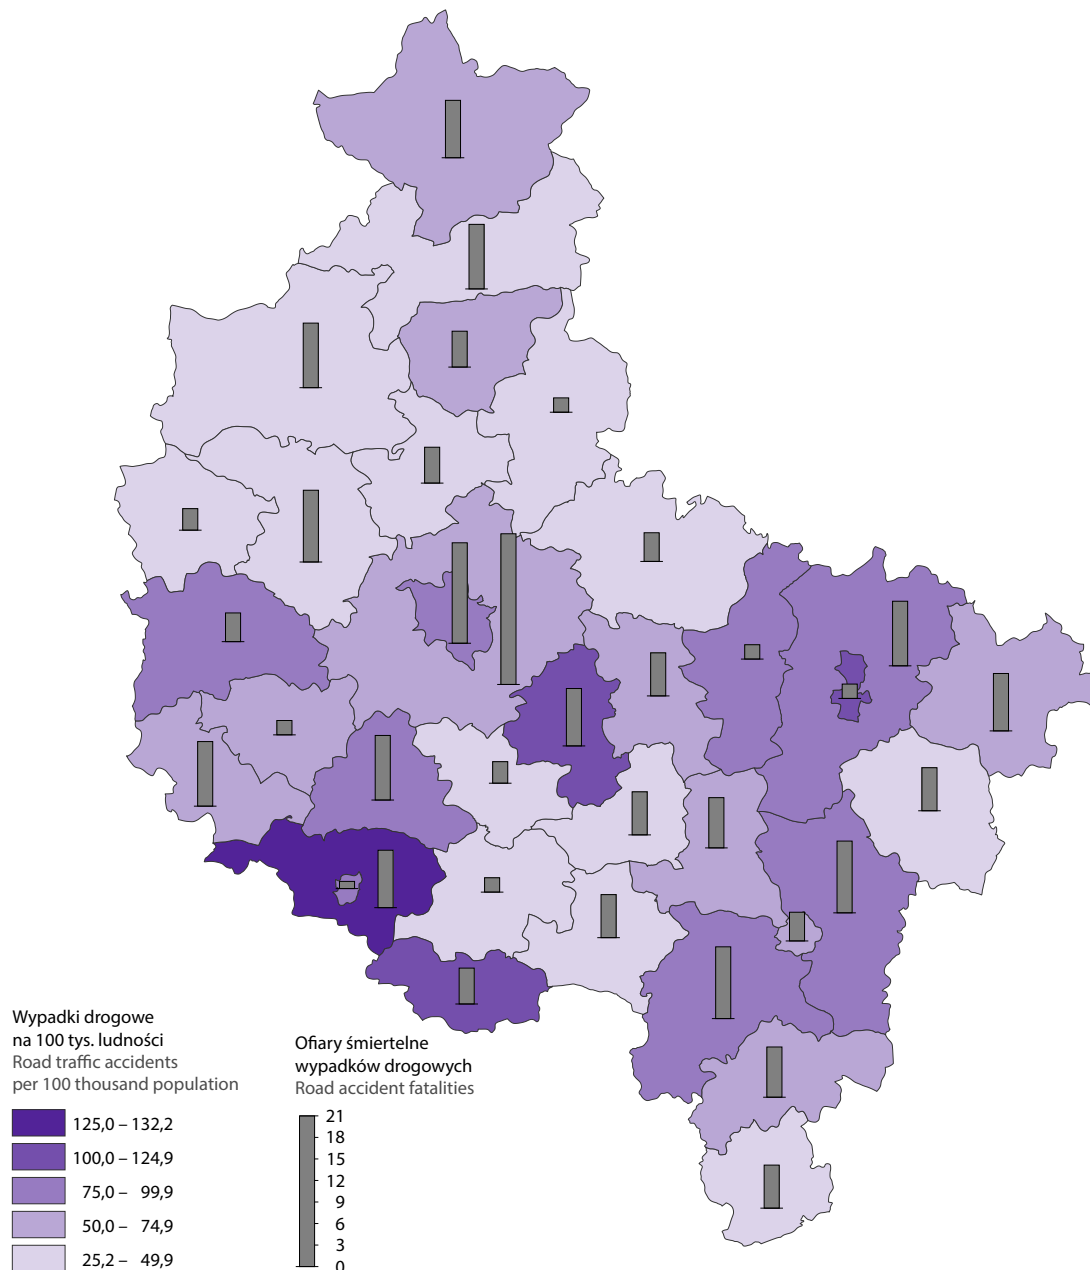 Wypadki drogowe
na 100 tys. ludności
Road traffic accidents
per 100 thousand population
125,0 – 132,2
100,0 – 124,9
75,0 – 99,9
50,0 – 74,9
25,2 – 49,9
Ofiary śmiertelne
wypadków drogowych
Road accident fatalities
21
18
15
12
9
6
3
0